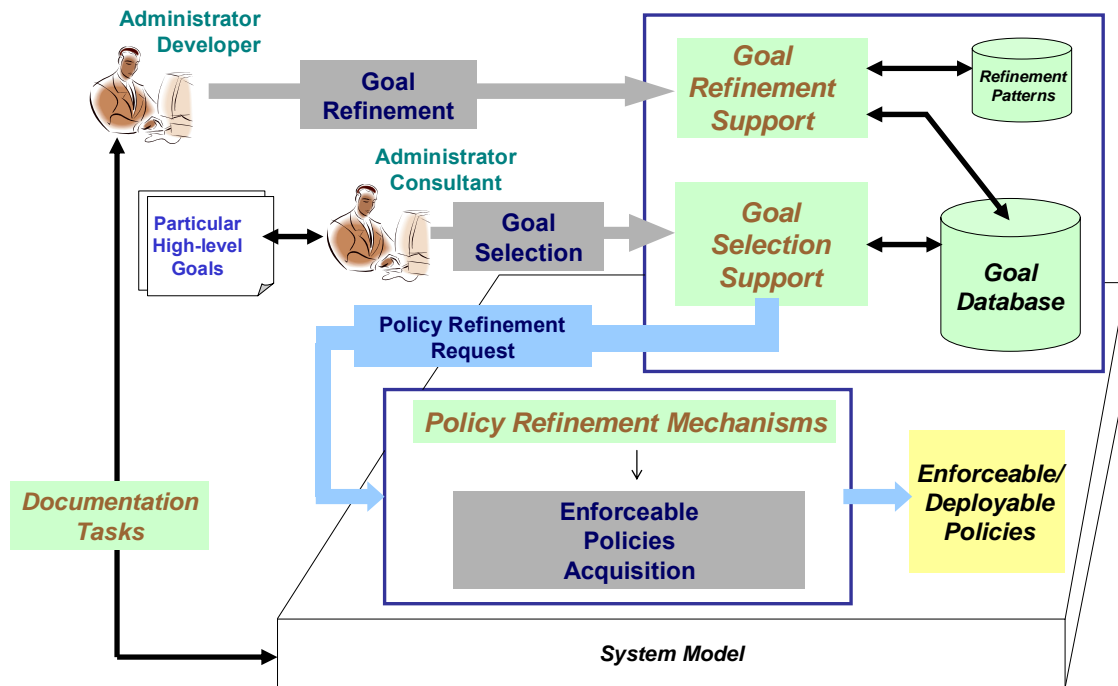 Administrator
Developer
Goal
Refinement
Goal
Refinement
Support
Refinement
Patterns
Administrator
Consultant
Particular
High-level
Goals
Goal
Selection
Goal
Selection
Support
Goal
Database
Policy Refinement
Request
Policy Refinement Mechanisms
Enforceable
Policies
Acquisition
Enforceable/
Deployable
Policies
Documentation
Tasks
System Model